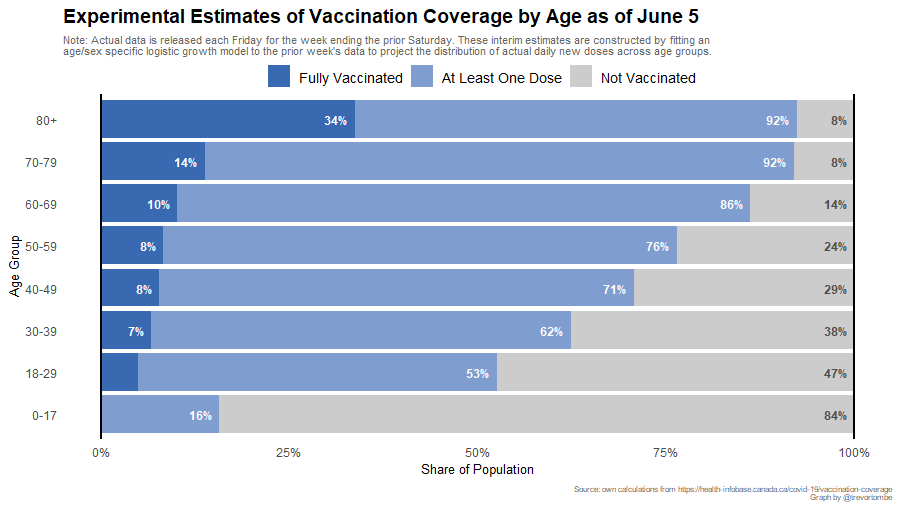 Experimental Estimates of Vaccination Coverage by Age as of June 5
Note: Actual data is released each Friday for the week ending the prior Saturday. These interim estimates are constructed by fitting an
age/sex specific logistic growth model to the prior week's data to project the distribution of actual daily new doses across age groups.
Fully Vaccinated At Least One Dose Not Vaccinated
80+ 34% 92% 8%
70-79 14% 92% 8%
60-69 10% 86% 14%
50-59 8% 76% 24%
40-49 8% 71% 29%
30-39 7% 62% 38%
18-29 53% 47%
0-17 16% 84%
Age Group
0% 25% 50% 75% 100%
Share of Population
Source: own calculations from https://health-infobase.canada.ca/covid-19/vaccination-coverage
Graph by @trevortombe